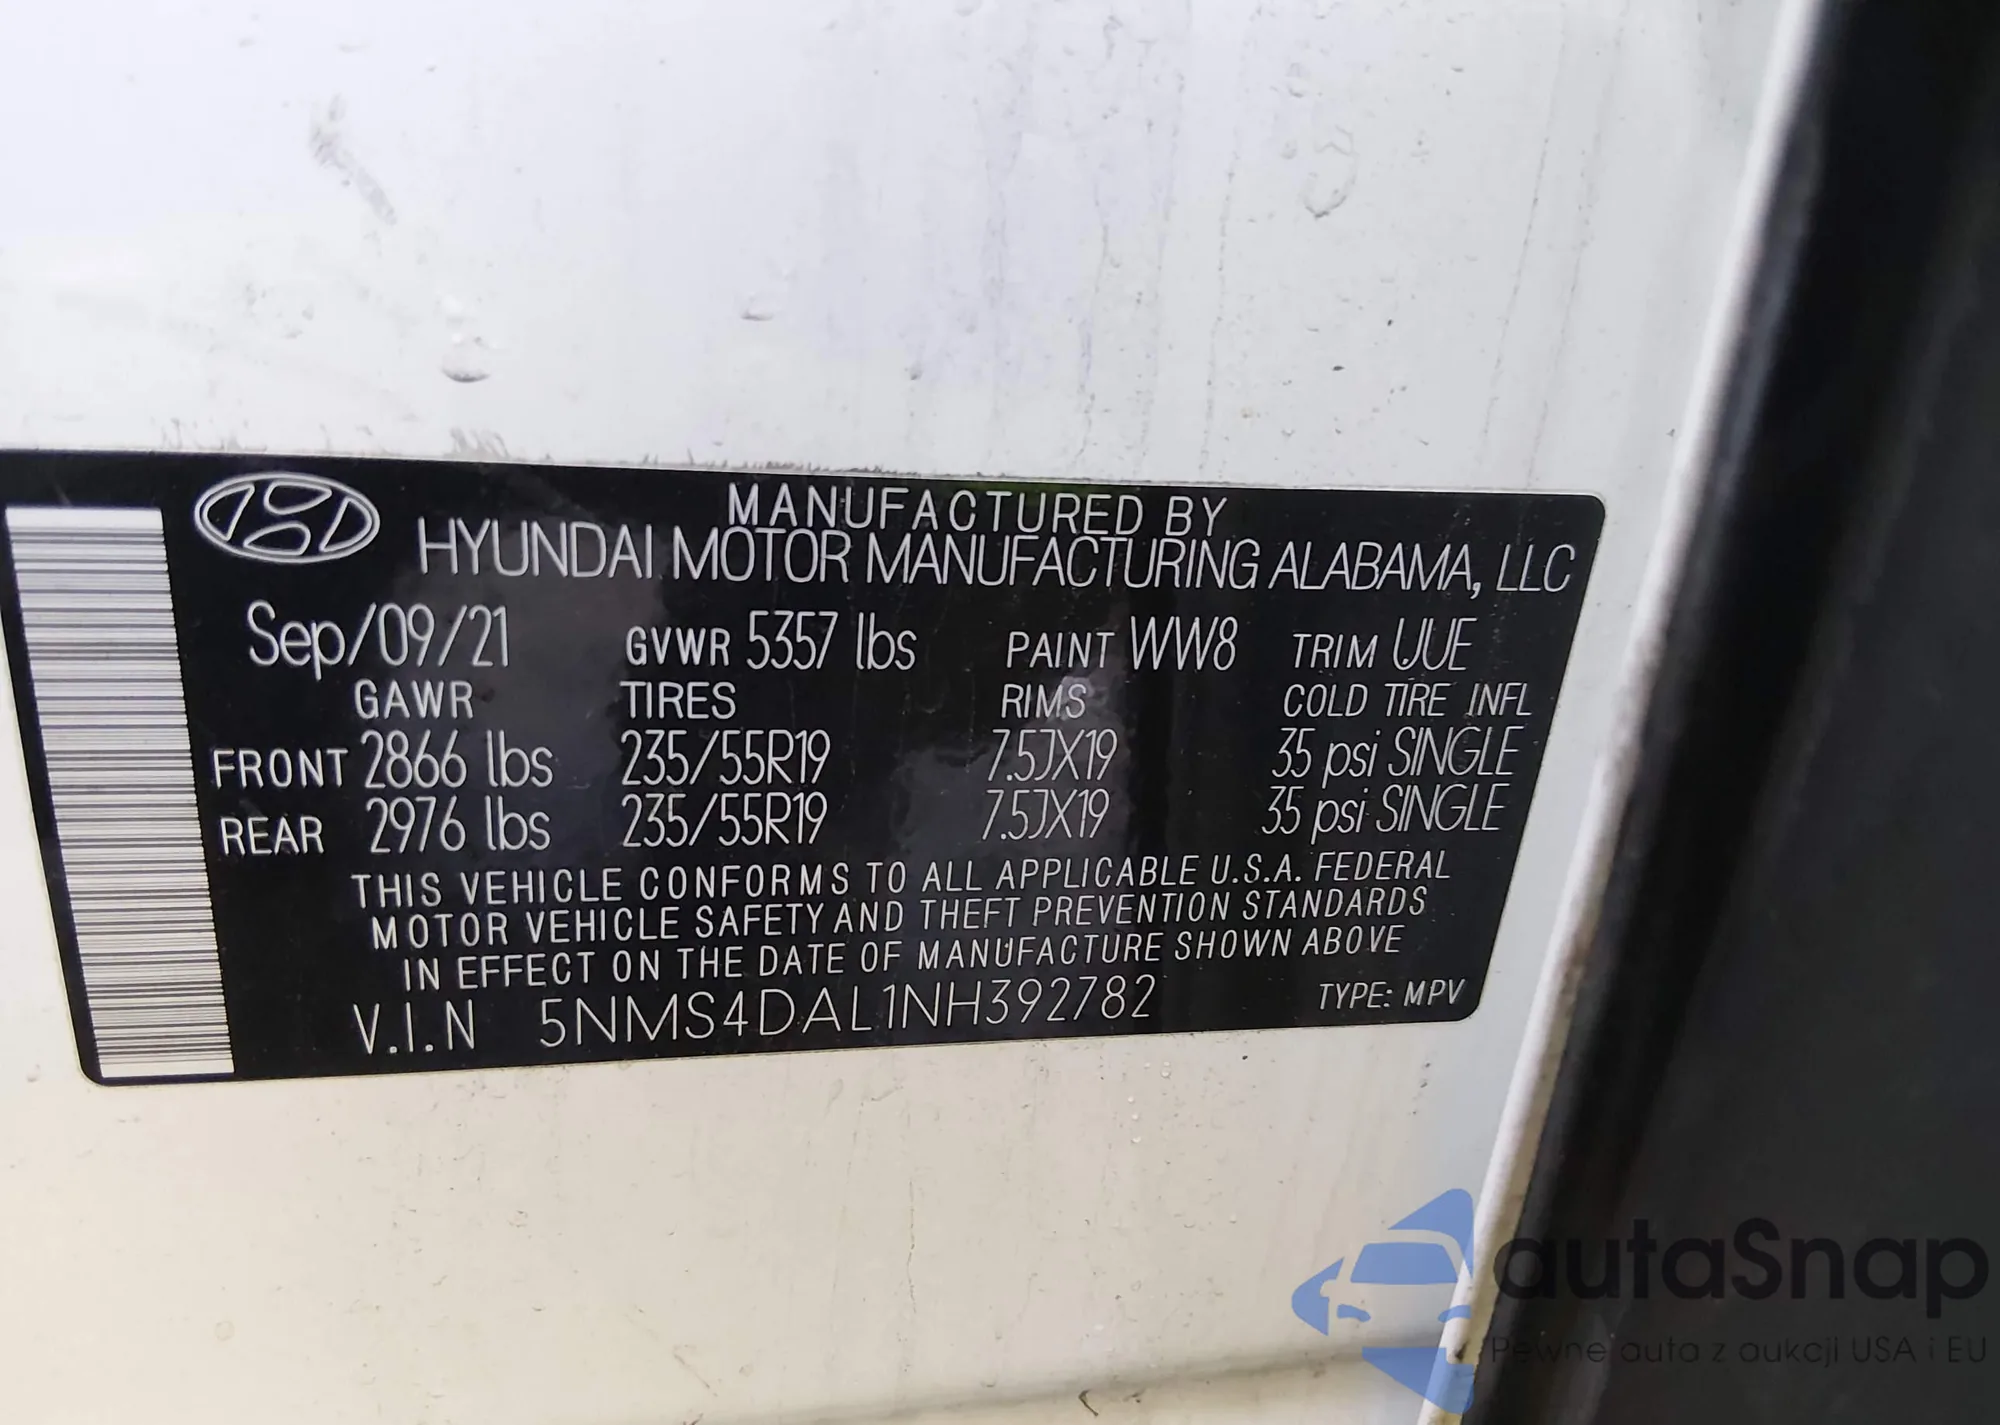 MANUFACTURED BY
HYUNDAI MOTOR MANUFACTURING ALABAMA, LLC
Sep/09/21 GVWR 5357 lbs PAINT WW8 TRIM UUE
GAWR TIRES RIMS COLD TIRE INFL
FRONT 2866 lbs 235/55R19 7.5JX19 35 psi SINGLE
REAR 2976 lbs 235/55R19 7.5JX19 35 psi SINGLE
THIS VEHICLE CONFORMS TO ALL APPLICABLE U.S.A. FEDERAL
MOTOR VEHICLE SAFETY AND THEFT PREVENTION STANDARDS
IN EFFECT ON THE DATE OF MANUFACTURE SHOWN ABOVE
V.I.N 5NMS4DAL1NH392782 TYPE: MPV
autaSnap
Pewne auta z aukcji USA i EU